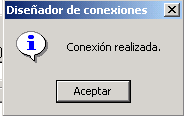 Diseñador de conexiones
Conexión realizada.
Aceptar